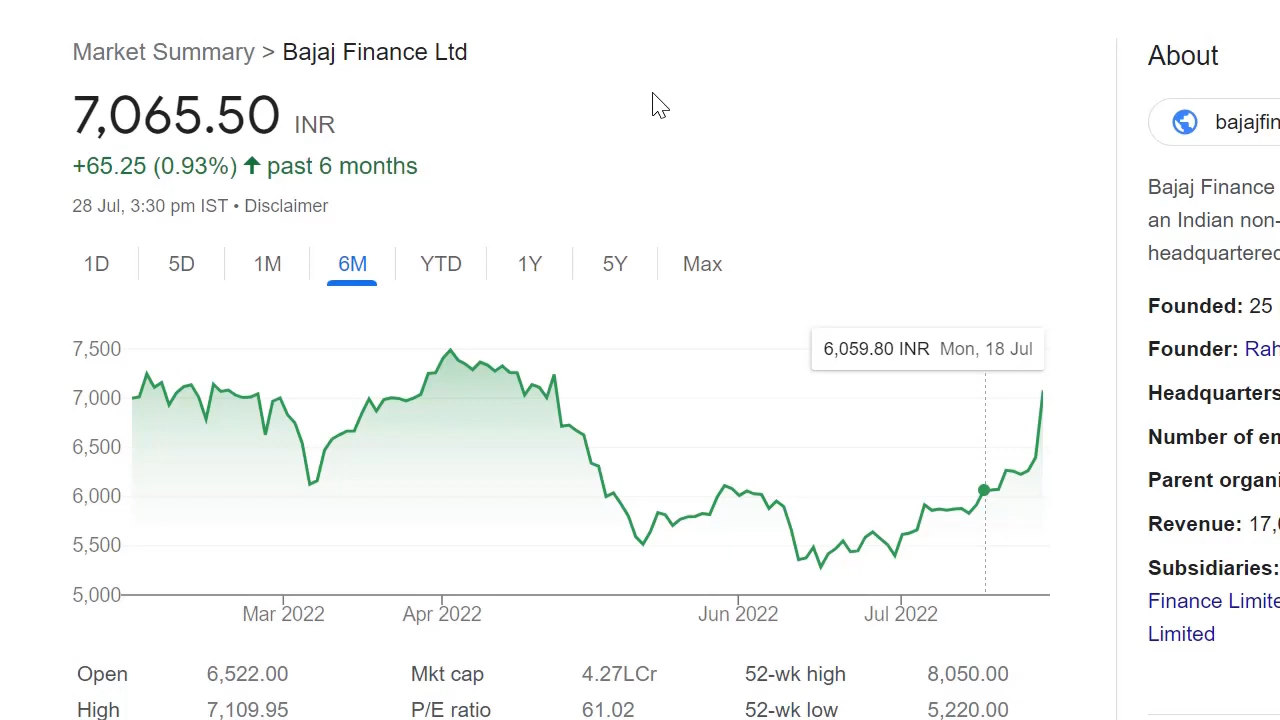 Market Summary > Bajaj Finance Ltd
7,065.50 INR
+65.25 (0.93%) ↑ past 6 months
28 Jul, 3:30 pm IST • Disclaimer
1D 5D 1M 6M YTD 1Y 5Y Max
6,059.80 INR Mon, 18 Jul
7,500
7,000
6,500
6,000
5,500
5,000
Mar 2022 Apr 2022 Jun 2022 Jul 2022
Open 6,522.00 Mkt cap 4.27LCr 52-wk high 8,050.00
High 7,109.95 P/E ratio 61.02 52-wk low 5,220.00
About
bajajfin
Bajaj Finance
an Indian non-
headquartered
Founded: 25
Founder: Rah
Headquarters
Number of em
Parent organi
Revenue: 17,0
Subsidiaries:
Finance Limite
Limited